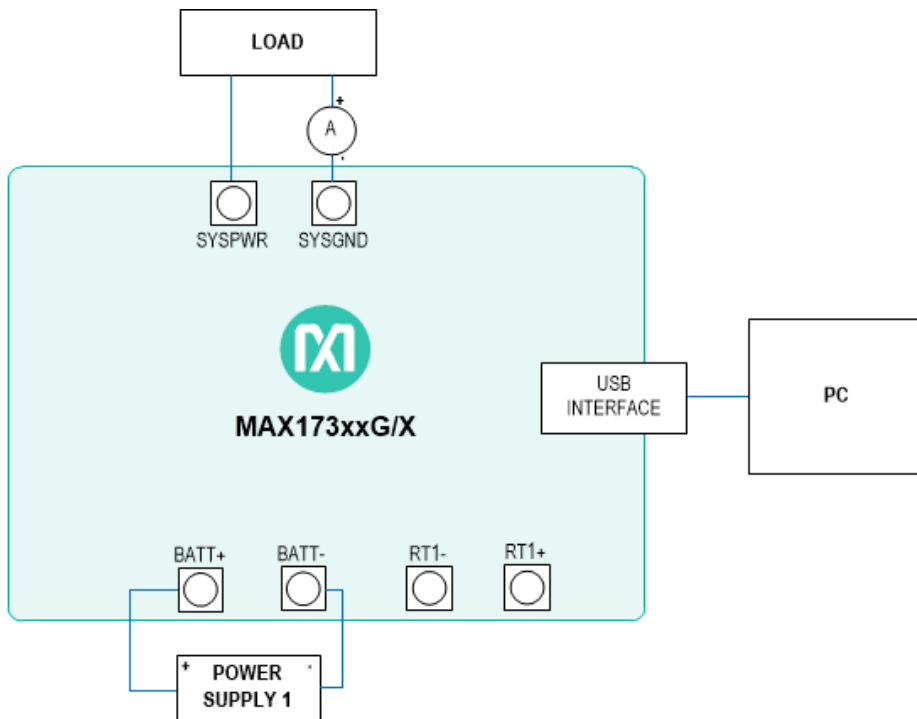 LOAD
+
A
-
SYSPWR SYSGND
MAX173xxG/X
USB
INTERFACE
PC
BATT+ BATT- RT1- RT1+
+ POWER -
SUPPLY 1